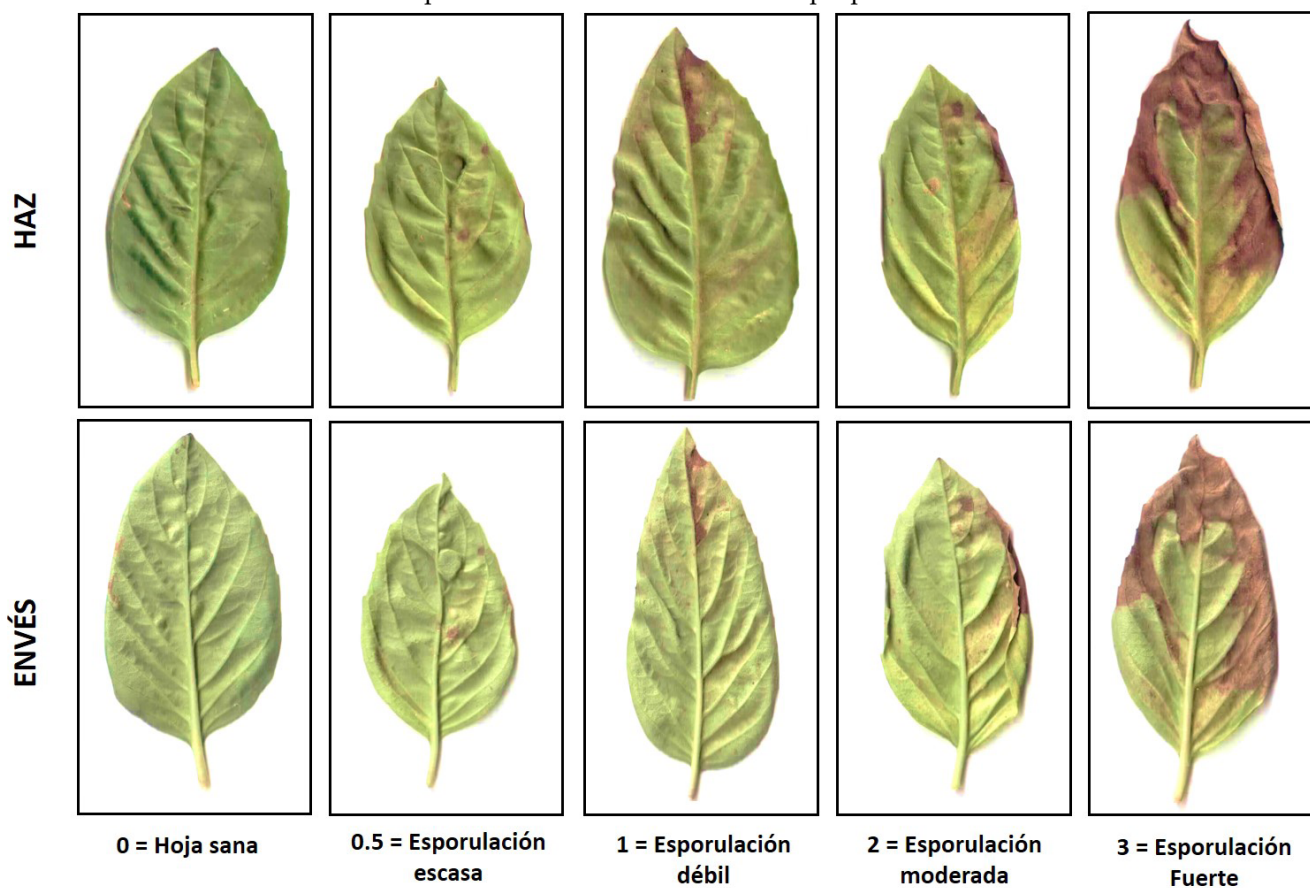 HAZ
ENVÉS
0 = Hoja sana
0.5 = Esporulación
escasa
1 = Esporulación
débil
2 = Esporulación
moderada
3 = Esporulación
Fuerte